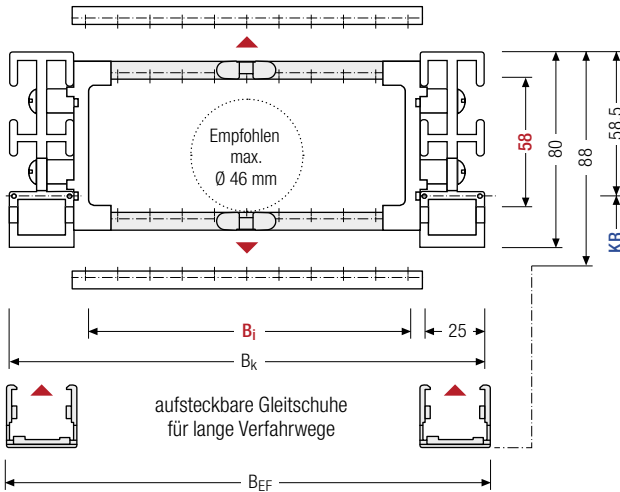 Empfohlen
max.
Ø 46 mm
58
80
88
58,5
KR
Bi
25
Bk
aufsteckbare Gleitschuhe
für lange Verfahrwege
BEF